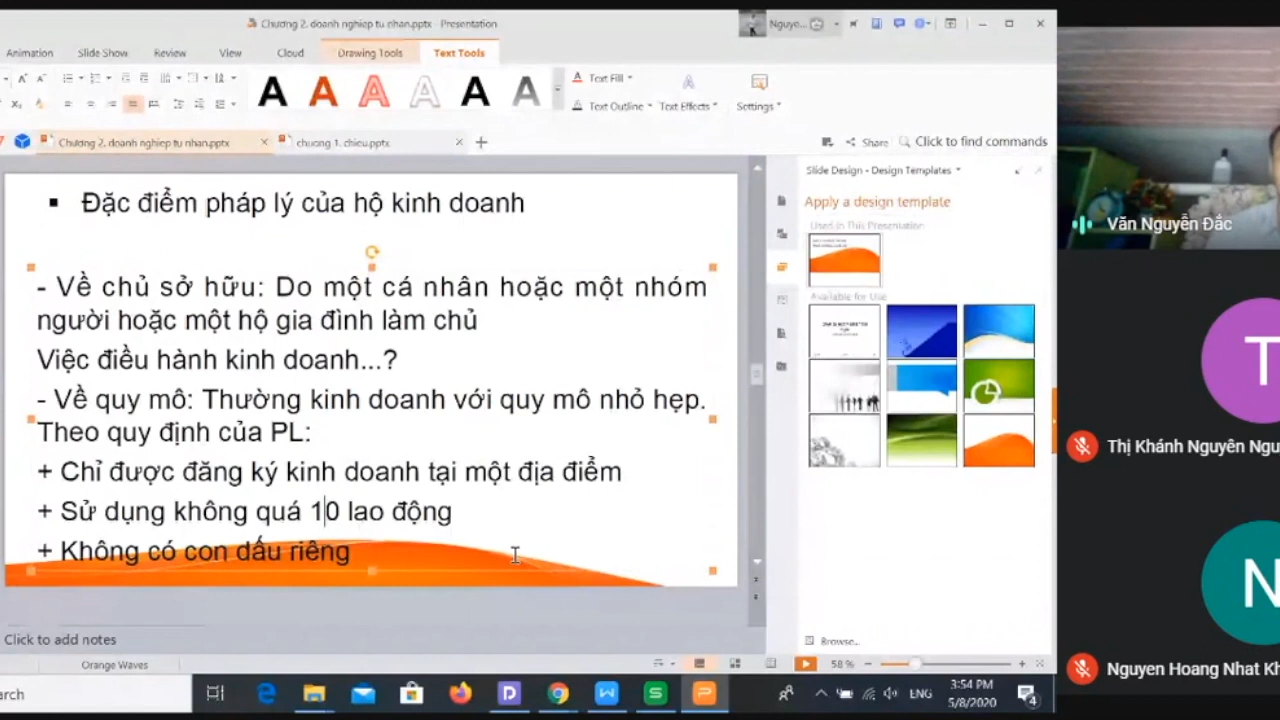 Chương 2. doanh nghiep tu nhan.pptx - Presentation
Nguye...
Animation
Slide Show
Review
View
Cloud
Drawing Tools
Text Tools
A A A A A A
Text Fill
Text Outline
Text Effects
Settings
Chương 2. doanh nghiep tu nhan.pptx
chuong 1. chieu.pptx
Share
Click to find commands
▪ Đặc điểm pháp lý của hộ kinh doanh
- Về chủ sở hữu: Do một cá nhân hoặc một nhóm
người hoặc một hộ gia đình làm chủ
Việc điều hành kinh doanh...?
- Về quy mô: Thường kinh doanh với quy mô nhỏ hẹp.
Theo quy định của PL:
+ Chỉ được đăng ký kinh doanh tại một địa điểm
+ Sử dụng không quá 10 lao động
+ Không có con dấu riêng
Slide Design - Design Templates
Apply a design template
Used in This Presentation
Available for Use
Browse...
Click to add notes
Orange Waves
58 %
arch
ENG
3:54 PM
5/8/2020
4
Văn Nguyễn Đắc
T
Thị Khánh Nguyên Ngu
N
Nguyen Hoang Nhat Kh